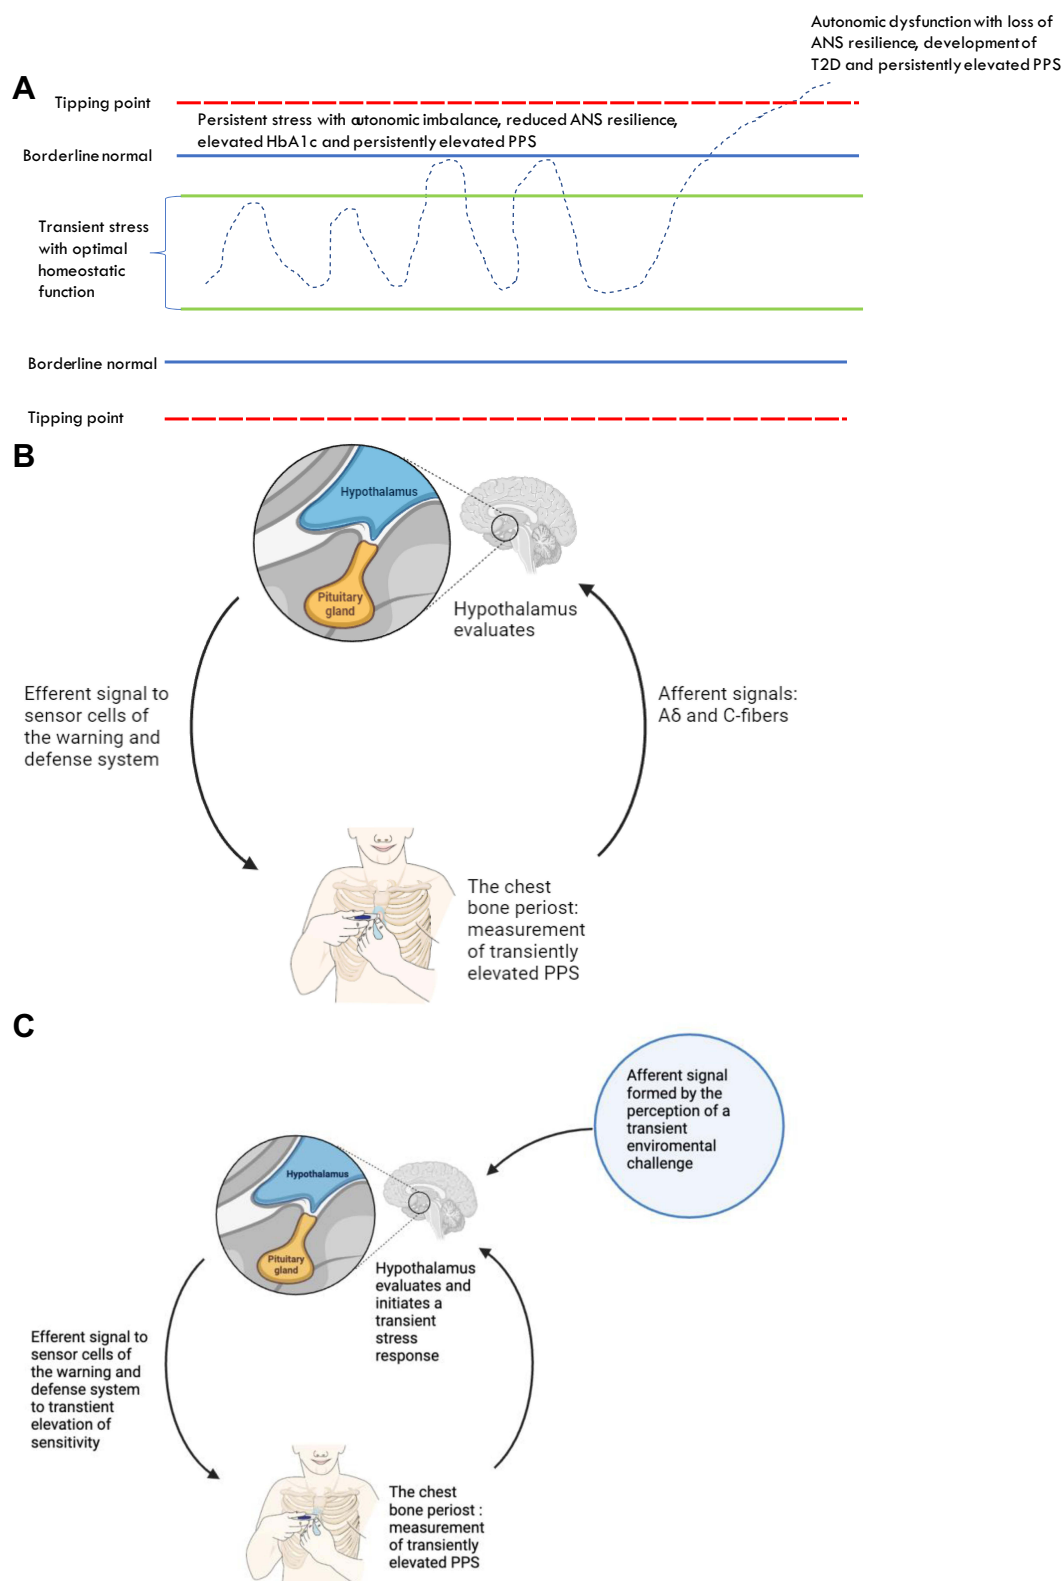 Autonomic dysfunction with loss of
ANS resilience, development of
T2D and persistently elevated PPS
A
Tipping point
Persistent stress with autonomic imbalance, reduced ANS resilience,
elevated HbA1c and persistently elevated PPS
Borderline normal
Transient stress
with optimal
homeostatic
function
Borderline normal
Tipping point
B
Hypothalamus
Pituitary
gland
Hypothalamus
evaluates
Efferent signal to
sensor cells of
the warning and
defense system
Afferent signals:
Aδ and C-fibers
The chest
bone periost:
measurement
of transiently
elevated PPS
C
Afferent signal
formed by the
perception of a
transient
enviromental
challenge
Hypothalamus
Pituitary
gland
Hypothalamus
evaluates and
initiates a
transient
stress
response
Efferent signal to
sensor cells of
the warning and
defense system
to transtient
elevation of
sensitivity
The chest
bone periost :
measurement
of transiently
elevated PPS